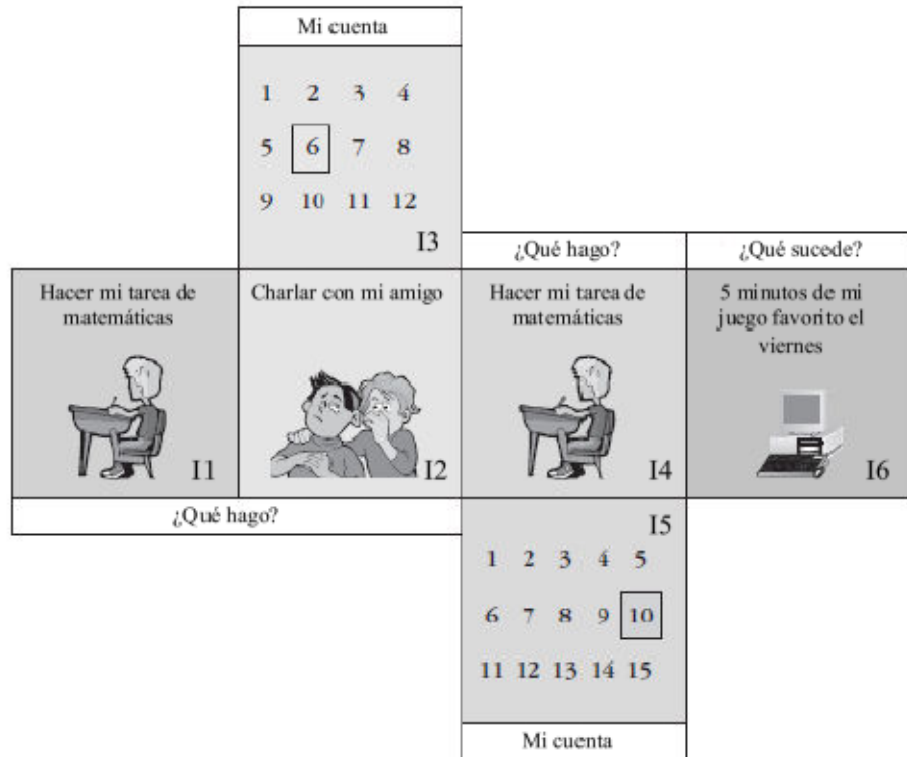 Mi cuenta
1 2 3 4
5 6 7 8
9 10 11 12
I3
¿Qué hago?
¿Qué sucede?
Hacer mi tarea de
matemáticas
I1
Charlar con mi amigo
I2
Hacer mi tarea de
matemáticas
I4
5 minutos de mi
juego favorito el
viernes
I6
¿Qué hago?
I5
1 2 3 4 5
6 7 8 9 10
11 12 13 14 15
Mi cuenta